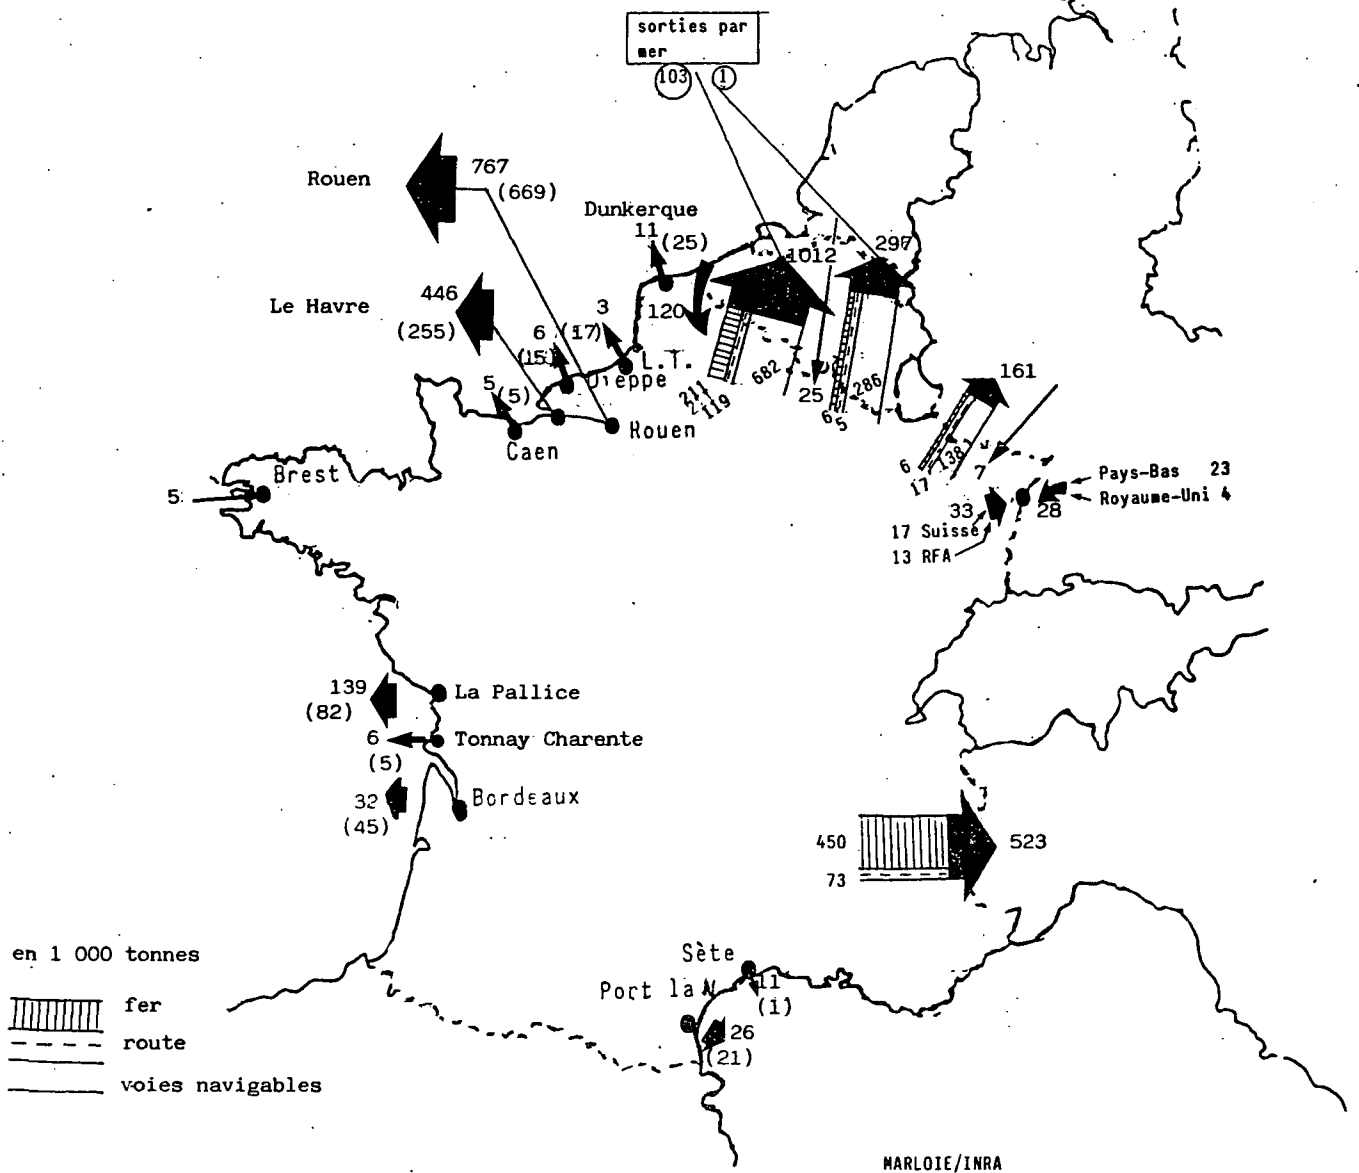 sorties par
mer
103 1
Rouen
767
(669)
Dunkerque
11 (25)
1012
297
Le Havre
446
(255)
120
3
6 (17)
(15)
L.T.
Dieppe
5 (5)
682
211
119
25
286
6
5
161
Rouen
Caen
138
6
17
7
Brest
5
Pays-Bas 23
Royaume-Uni 4
33
28
17 Suisse
13 RFA
139
(82)
La Pallice
6
(5)
Tonnay Charente
32
(45)
Bordeaux
450
523
73
en 1 000 tonnes
fer
route
voies navigables
Sète
11
(1)
Port la N
26
(21)
MARLOIE/INRA